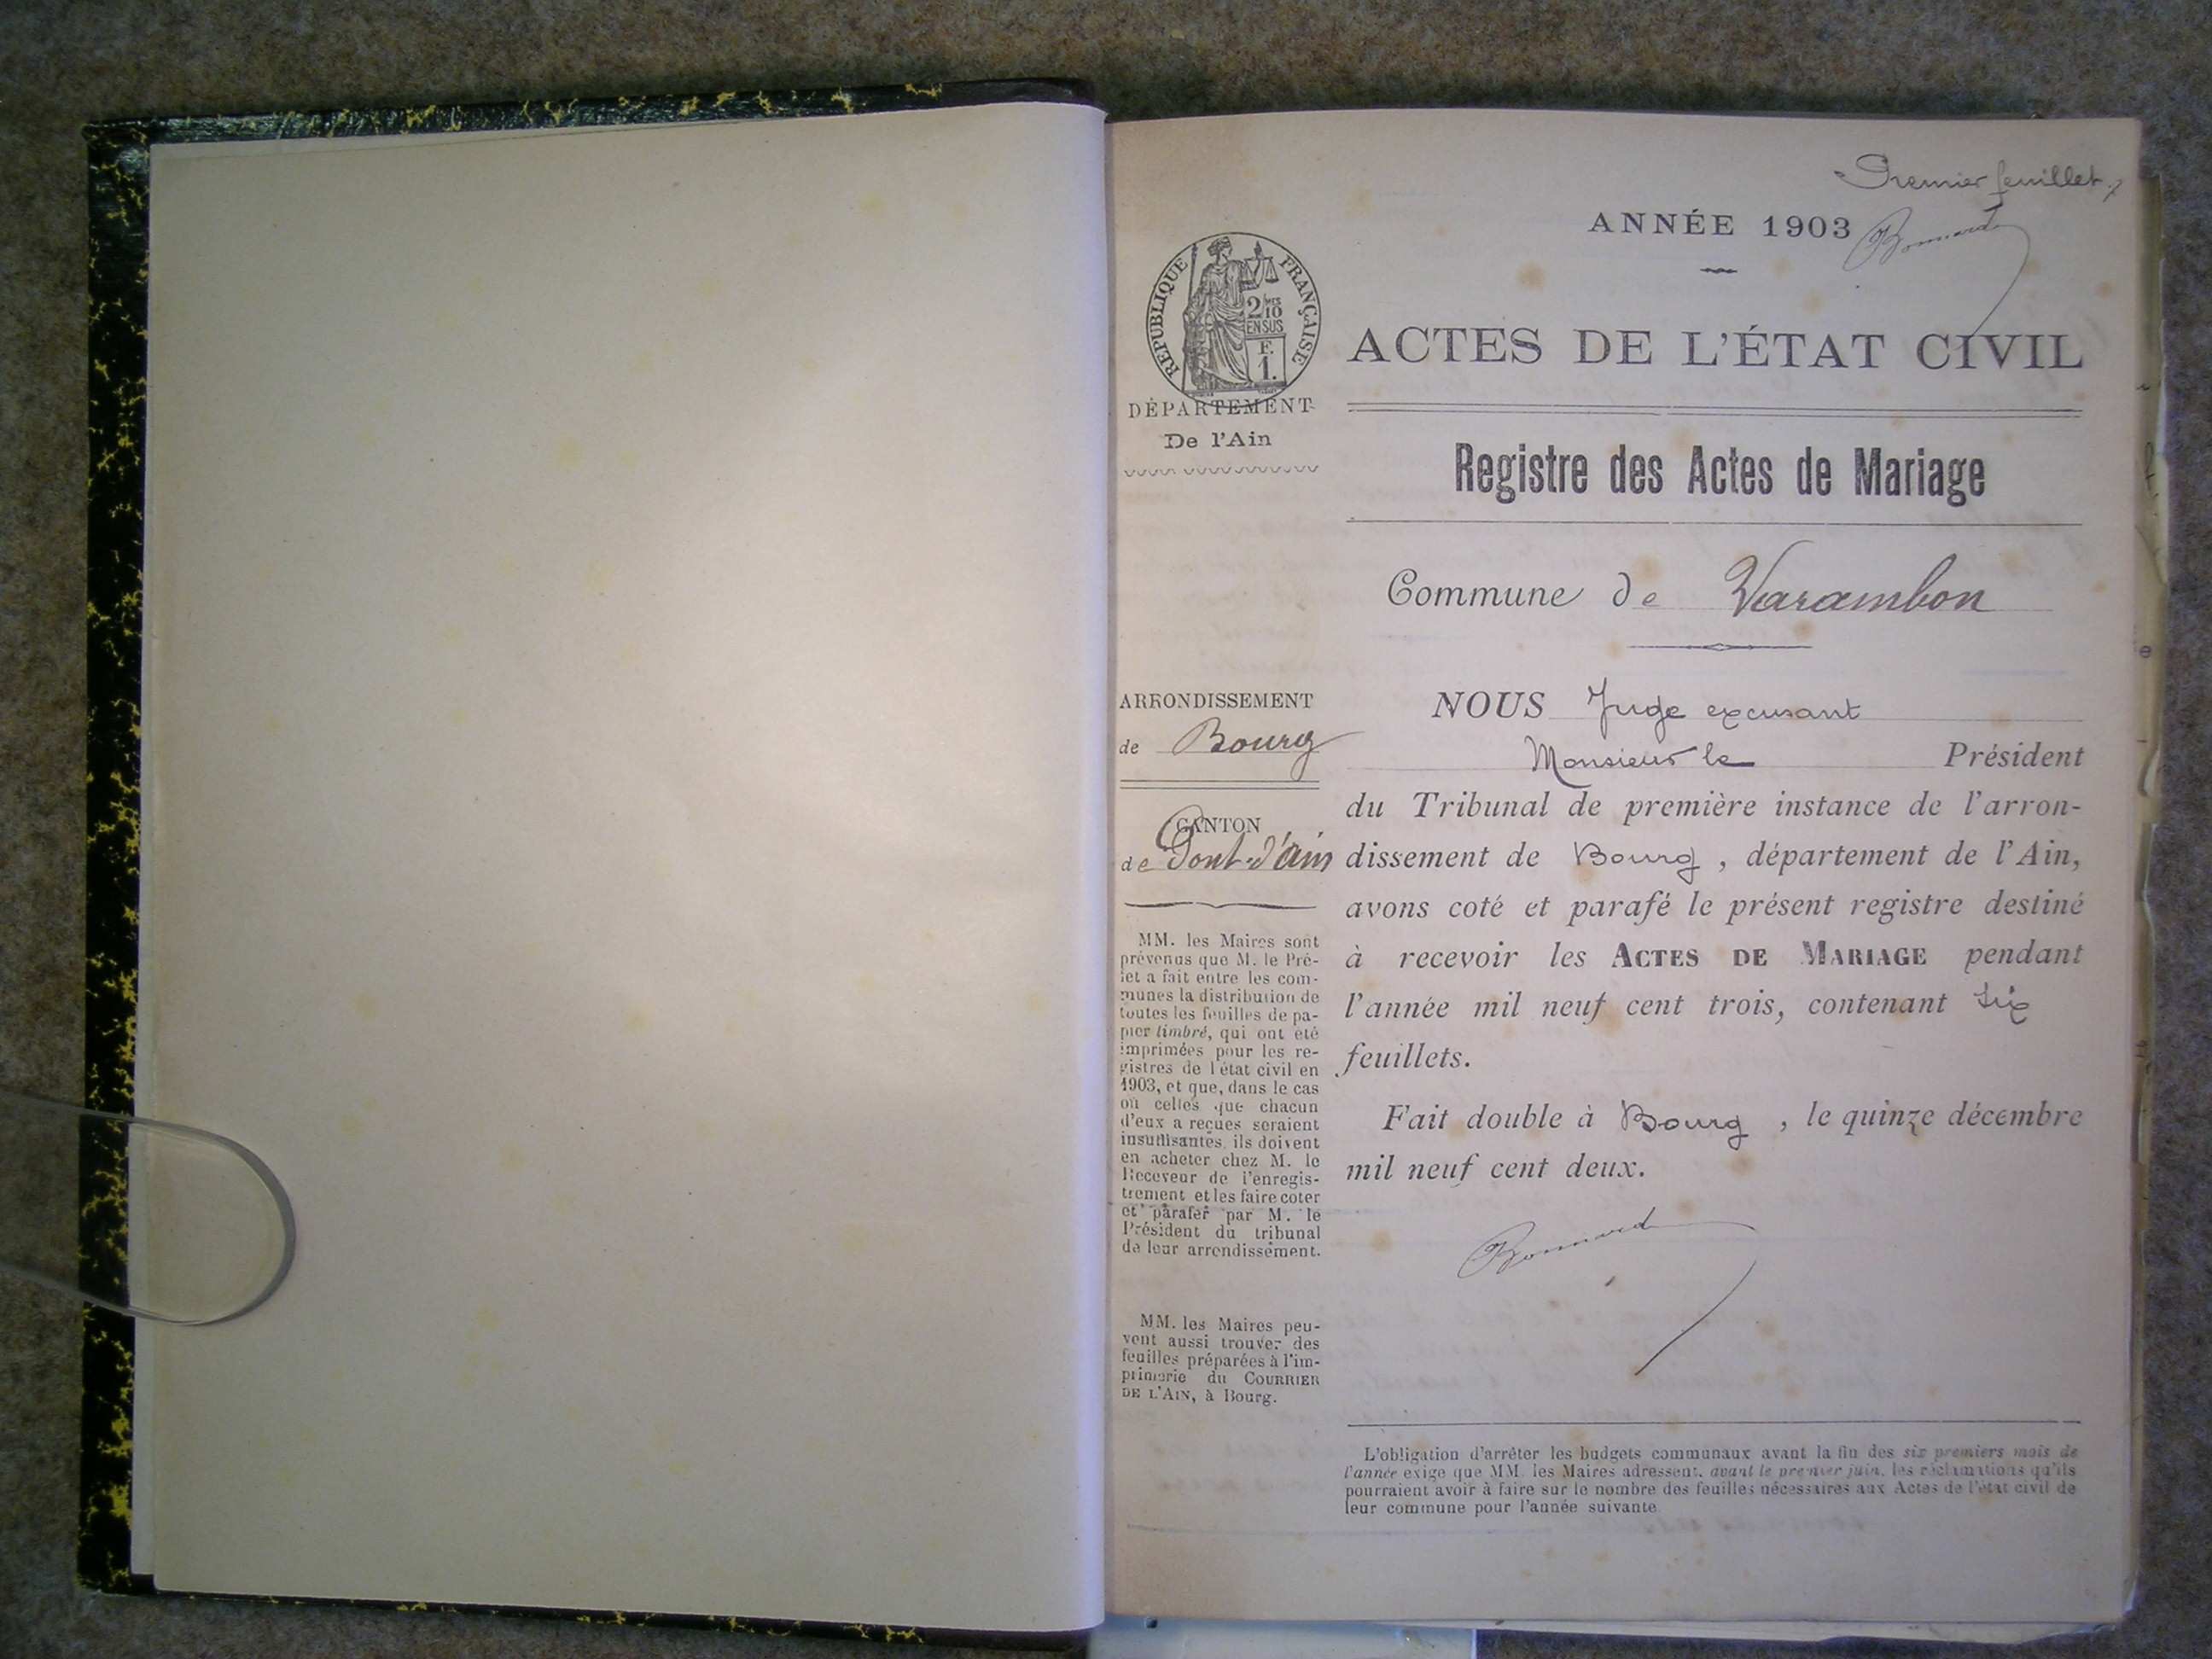 Premier feuillet
ANNÉE 1903
Bonnard
RÉPUBLIQUE FRANÇAISE
2/10 MES
EN SUS
F.
1.
ACTES DE L'ÉTAT CIVIL
DÉPARTEMENT
De l'Ain
Registre des Actes de Mariage
Commune de Varambon
ARRONDISSEMENT
de Bourg
CANTON
de Pont-d'Ain
MM. les Maires sont
prévenus que M. le Pré-
fet a fait entre les com-
munes la distribution de
toutes les feuilles de pa-
pier timbré, qui ont été
imprimées pour les re-
gistres de l'état civil en
1903, et que, dans le cas
où celles que chacun
d'eux a reçues seraient
insuffisantes, ils doivent
en acheter chez M. le
Receveur de l'enregis-
trement et les faire coter
et parafer par M. le
Président du tribunal
de leur arrondissement.
MM. les Maires peu-
vent aussi trouver des
feuilles préparées à l'im-
primerie du COURRIER
DE L'AIN, à Bourg.
NOUS Juge excusant
Monsieur le Président
du Tribunal de première instance de l'arron-
dissement de Bourg, département de l'Ain,
avons coté et parafé le présent registre destiné
à recevoir les ACTES DE MARIAGE pendant
l'année mil neuf cent trois, contenant six
feuillets.
Fait double à Bourg, le quinze décembre
mil neuf cent deux.
Bonnard
L'obligation d'arrêter les budgets communaux avant la fin des six premiers mois de
l'année exige que MM. les Maires adressent, avant le premier juin, les réclamations qu'ils
pourraient avoir à faire sur le nombre des feuilles nécessaires aux Actes de l'état civil de
leur commune pour l'année suivante